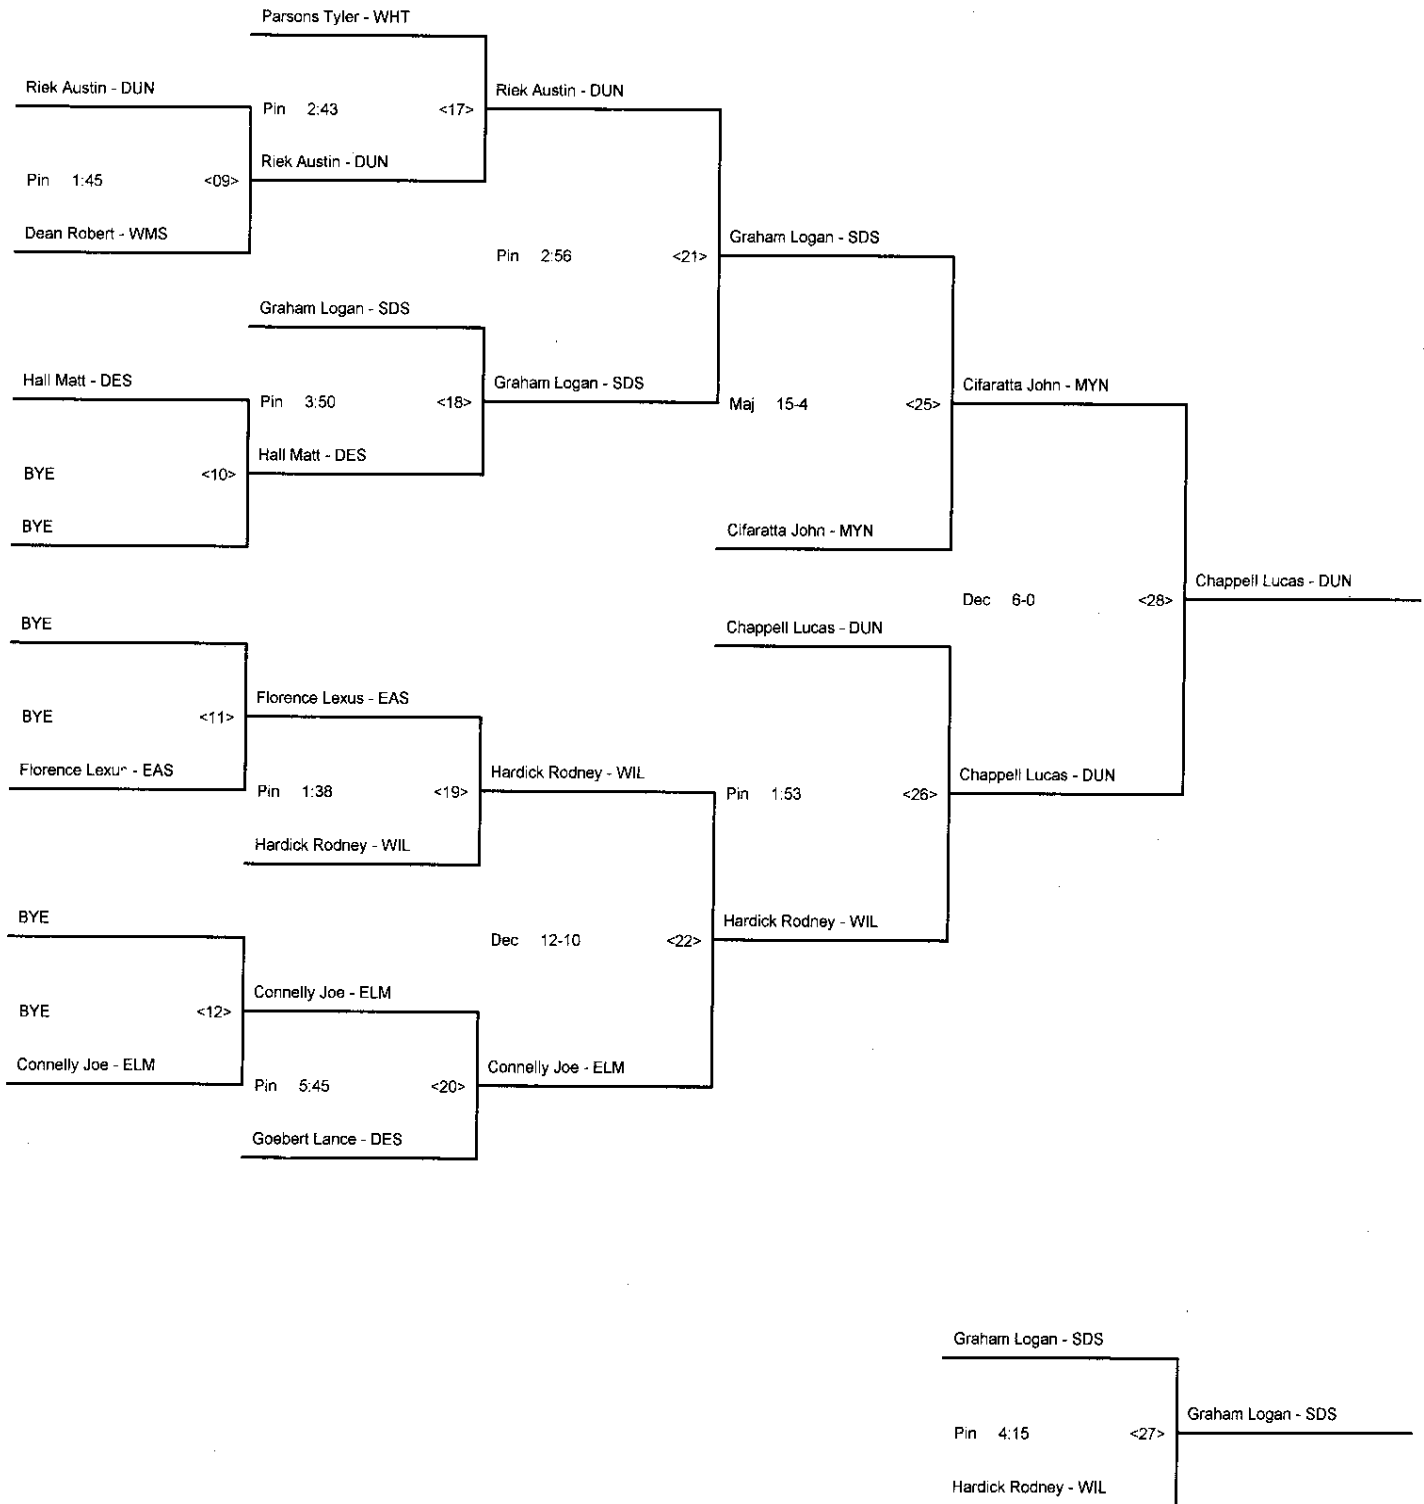 Parsons Tyler - WHT
Riek Austin - DUN
Pin 2:43 <17>
Riek Austin - DUN
Riek Austin - DUN
Pin 1:45 <09>
Dean Robert - WMS
Pin 2:56 <21>
Graham Logan - SDS
Graham Logan - SDS
Hall Matt - DES
Pin 3:50 <18>
Graham Logan - SDS
Maj 15-4 <25>
Cifaratta John - MYN
Hall Matt - DES
BYE <10>
BYE
Cifaratta John - MYN
Dec 6-0 <28>
Chappell Lucas - DUN
BYE
Chappell Lucas - DUN
Florence Lexus - EAS
BYE <11>
Florence Lexus - EAS
Pin 1:38 <19>
Hardick Rodney - WIL
Pin 1:53 <26>
Chappell Lucas - DUN
Hardick Rodney - WIL
BYE
Dec 12-10 <22>
Hardick Rodney - WIL
Connelly Joe - ELM
BYE <12>
Connelly Joe - ELM
Pin 5:45 <20>
Connelly Joe - ELM
Goebert Lance - DES
Graham Logan - SDS
Pin 4:15 <27>
Graham Logan - SDS
Hardick Rodney - WIL